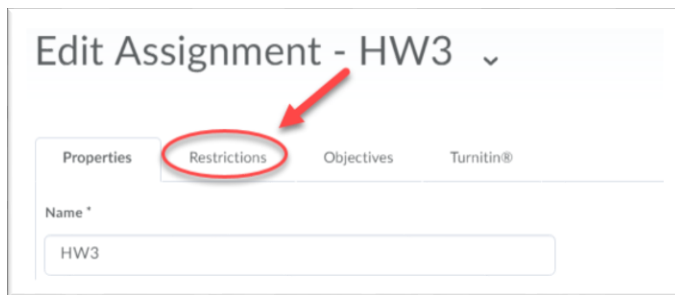 Edit Assignment - HW3
Properties Restrictions Objectives Turnitin®
Name *
HW3